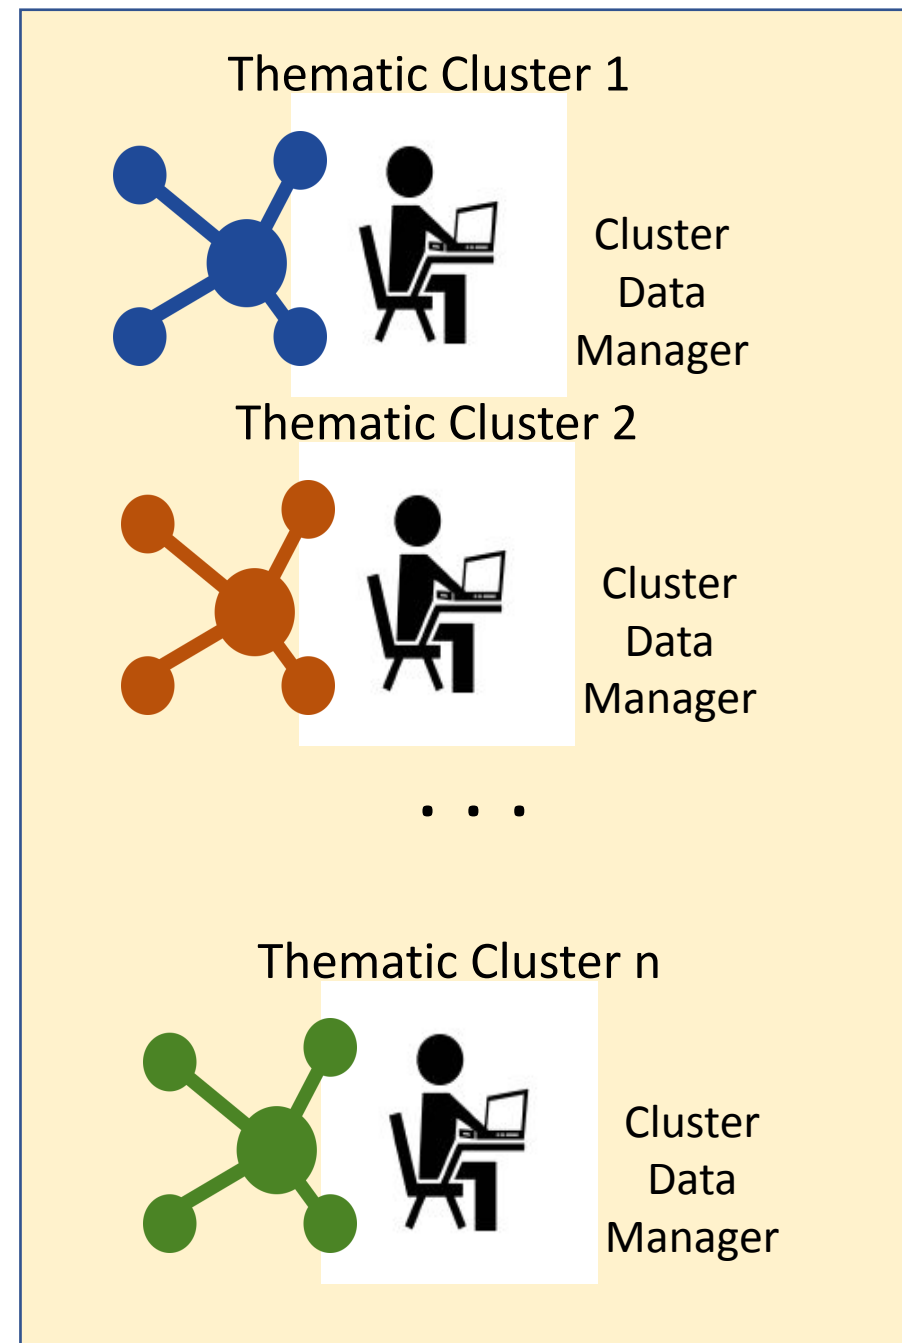 Thematic Cluster 1
Cluster
Data
Manager
Thematic Cluster 2
Cluster
Data
Manager
. . .
Thematic Cluster n
Cluster
Data
Manager